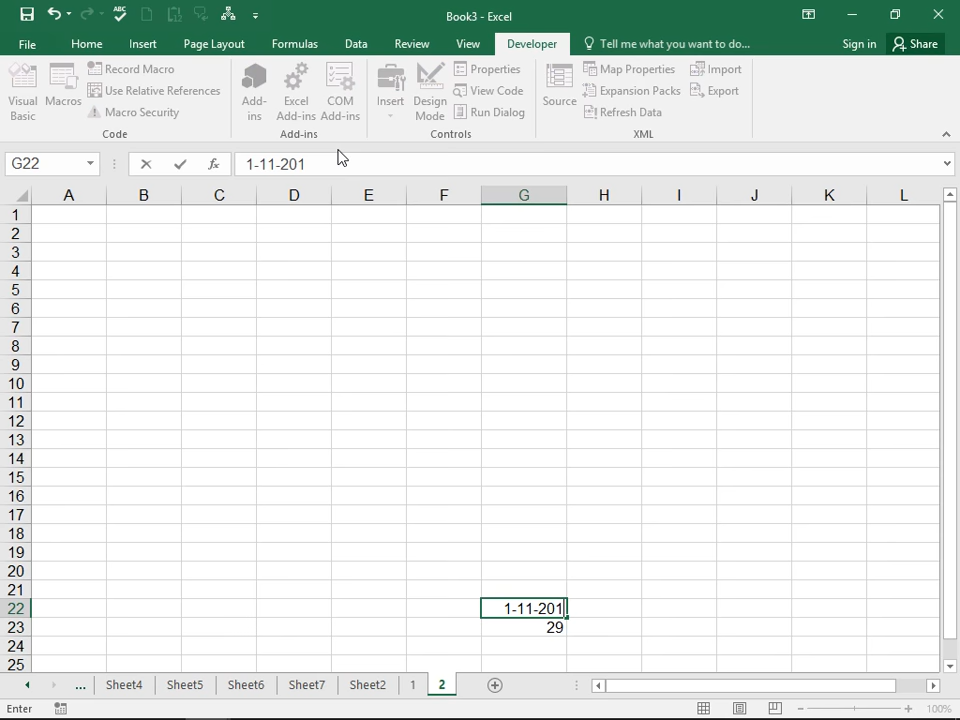 Book3 - Excel
File Home Insert Page Layout Formulas Data Review View Developer Tell me what you want to do... Sign in Share
Visual Basic
Macros
Record Macro
Use Relative References
Macro Security
Code
Add-ins
Excel Add-ins
COM Add-ins
Add-ins
Insert
Design Mode
Properties
View Code
Run Dialog
Controls
Source
Map Properties
Expansion Packs
Refresh Data
Import
Export
XML
G22 fx 1-11-201
A B C D E F G H I J K L
1
2
3
4
5
6
7
8
9
10
11
12
13
14
15
16
17
18
19
20
21
22 1-11-201
23 29
24
25
... Sheet4 Sheet5 Sheet6 Sheet7 Sheet2 1 2
Enter 100%